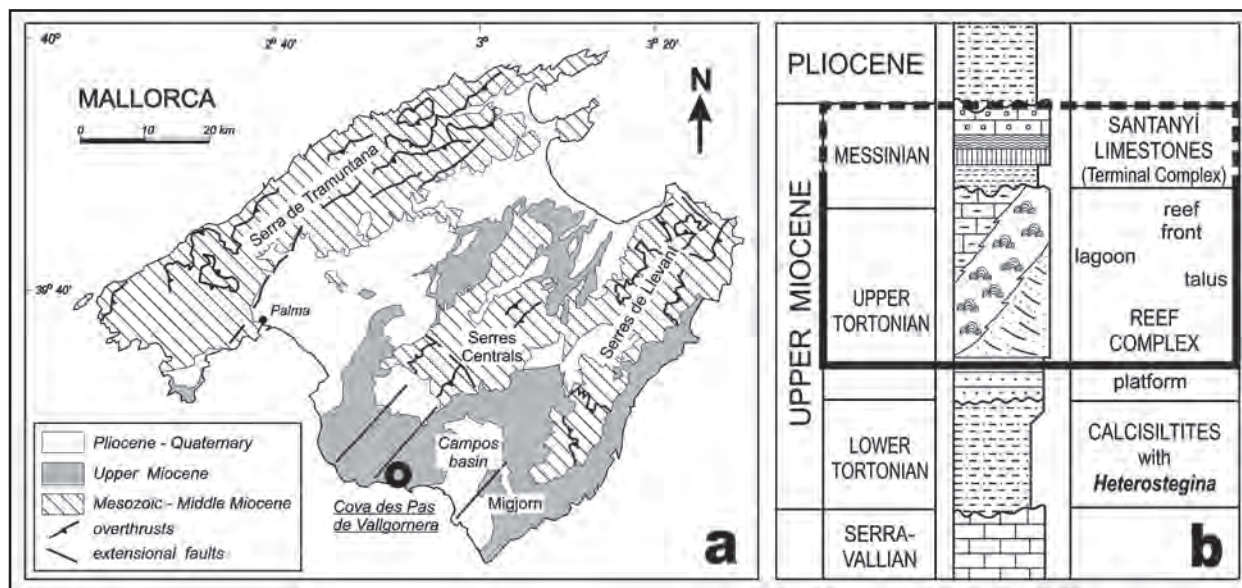 40°
2° 40'
3°
3° 20'
MALLORCA
0 10 20 km
N
Serra de Tramuntana
39° 40'
Palma
Serres
Centrals
Serres de Llevant
Campos
basin
Migjorn
Cova des Pas
de Vallgornera
Pliocene - Quaternary
Upper Miocene
Mesozoic - Middle Miocene
overthrusts
extensional faults
a
PLIOCENE
UPPER MIOCENE
MESSINIAN
SANTANYÍ
LIMESTONES
(Terminal Complex)
UPPER
TORTONIAN
reef
front
lagoon
talus
REEF
COMPLEX
platform
LOWER
TORTONIAN
CALCISILTITES
with
Heterostegina
SERRA-
VALLIAN
b